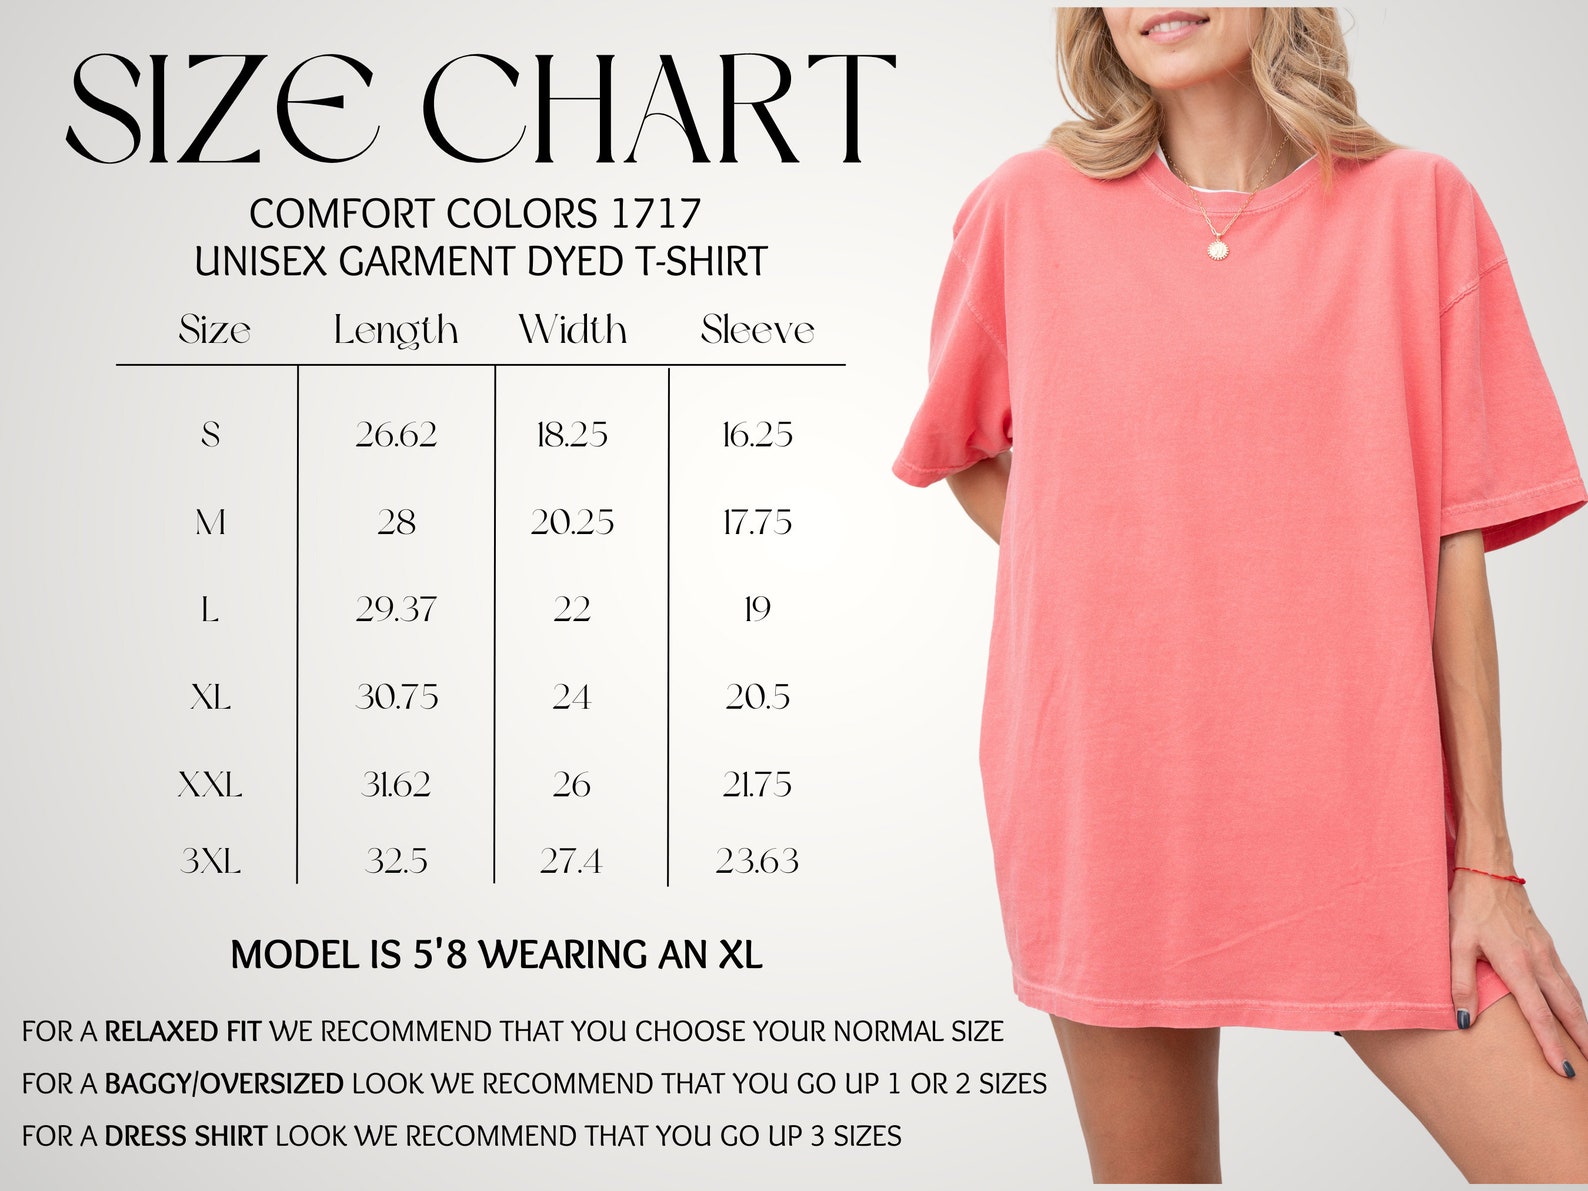 SIZE CHART
COMFORT COLORS 1717
UNISEX GARMENT DYED T-SHIRT
Size Length Width Sleeve
S 26.62 18.25 16.25
M 28 20.25 17.75
L 29.37 22 19
XL 30.75 24 20.5
XXL 31.62 26 21.75
3XL 32.5 27.4 23.63
MODEL IS 5'8 WEARING AN XL
FOR A RELAXED FIT WE RECOMMEND THAT YOU CHOOSE YOUR NORMAL SIZE
FOR A BAGGY/OVERSIZED LOOK WE RECOMMEND THAT YOU GO UP 1 OR 2 SIZES
FOR A DRESS SHIRT LOOK WE RECOMMEND THAT YOU GO UP 3 SIZES